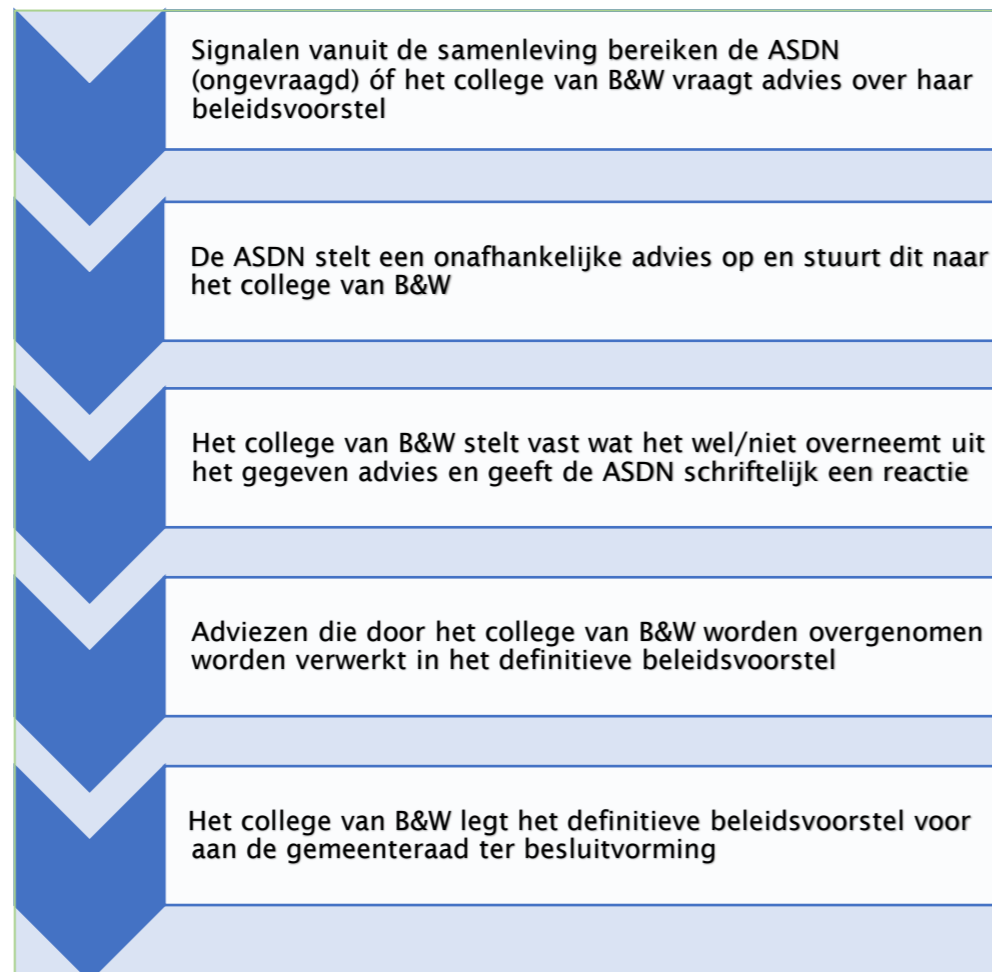 Signalen vanuit de samenleving bereiken de ASDN
(ongevraagd) óf het college van B&W vraagt advies over haar
beleidsvoorstel
De ASDN stelt een onafhankelijke advies op en stuurt dit naar
het college van B&W
Het college van B&W stelt vast wat het wel/niet overneemt uit
het gegeven advies en geeft de ASDN schriftelijk een reactie
Adviezen die door het college van B&W worden overgenomen
worden verwerkt in het definitieve beleidsvoorstel
Het college van B&W legt het definitieve beleidsvoorstel voor
aan de gemeenteraad ter besluitvorming